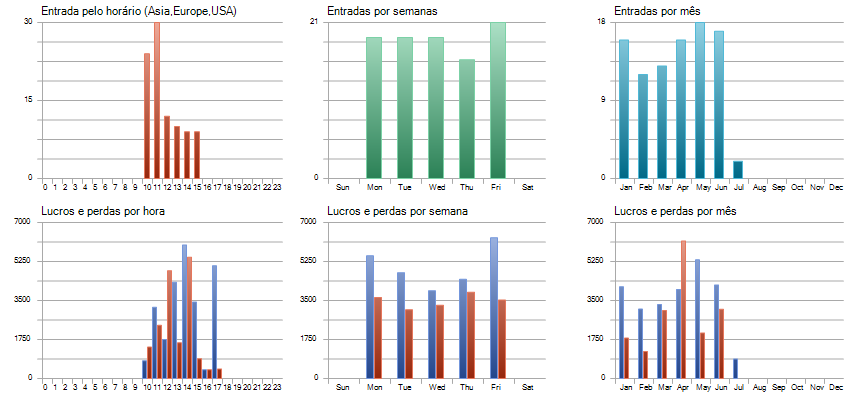 Entrada pelo horário (Asia,Europe,USA)
30
15
0
0 1 2 3 4 5 6 7 8 9 10 11 12 13 14 15 16 17 18 19 20 21 22 23
Entradas por semanas
21
0
Sun Mon Tue Wed Thu Fri Sat
Entradas por mês
18
9
0
Jan Feb Mar Apr May Jun Jul Aug Sep Oct Nov Dec
Lucros e perdas por hora
7000
5250
3500
1750
0
0 1 2 3 4 5 6 7 8 9 10 11 12 13 14 15 16 17 18 19 20 21 22 23
Lucros e perdas por semana
7000
5250
3500
1750
0
Sun Mon Tue Wed Thu Fri Sat
Lucros e perdas por mês
7000
5250
3500
1750
0
Jan Feb Mar Apr May Jun Jul Aug Sep Oct Nov Dec